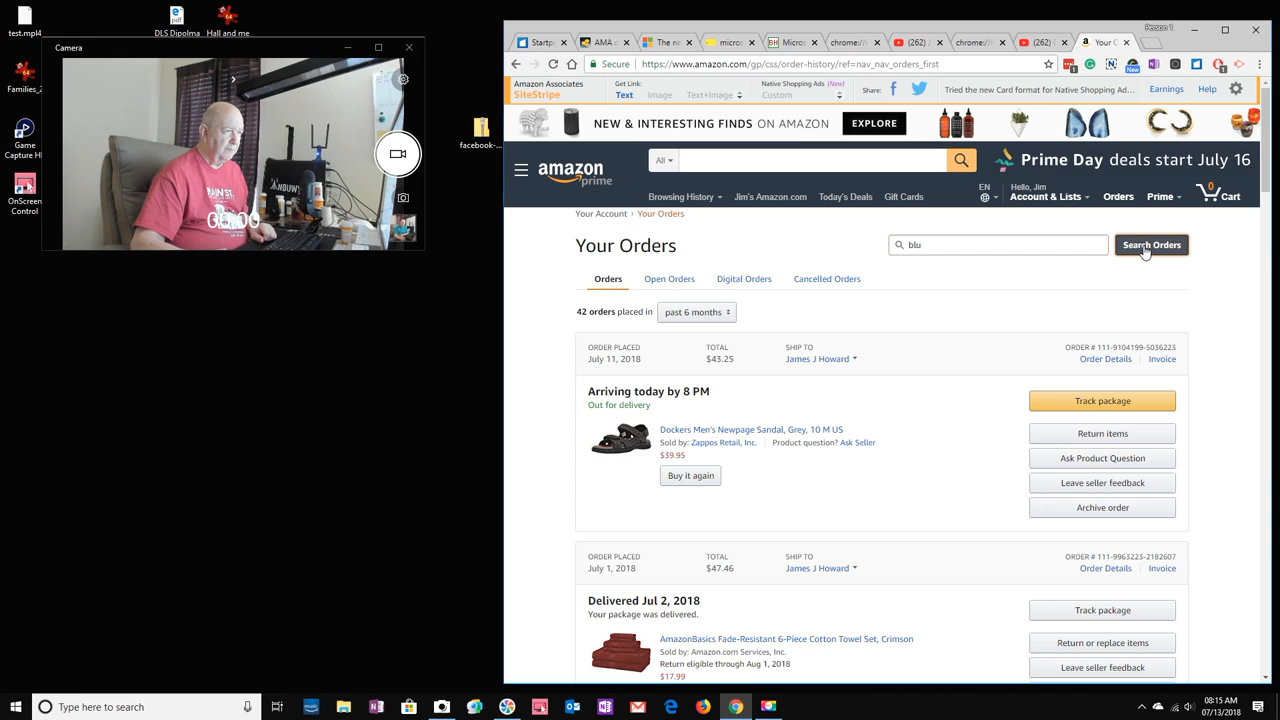 test.mp4
DLS Dipolma
Hall and me
Families_2
Game
Capture H
OnScreen
Control
facebook-...
Camera
RAIN ST.
00:00
Person 1
Startp
AMA c
The ne
micros
BH
Micros
chrome://
(262)
chrome://
(262)
Your O
Secure
https://www.amazon.com/gp/css/order-history/ref=nav_nav_orders_first
Amazon Associates
SiteStripe
Get Link:
Text
Image
Text+Image
Native Shopping Ads (New)
Custom
Share:
Tried the new Card format for Native Shopping Ad...
Earnings
Help
NEW & INTERESTING FINDS ON AMAZON
EXPLORE
amazon
prime
All
Prime Day deals start July 16
Browsing History
Jim's Amazon.com
Today's Deals
Gift Cards
EN
Hello, Jim
Account & Lists
Orders
Prime
0
Cart
Your Account › Your Orders
Your Orders
blu
Search Orders
Orders
Open Orders
Digital Orders
Cancelled Orders
42 orders placed in past 6 months
ORDER PLACED
July 11, 2018
TOTAL
$43.25
SHIP TO
James J Howard
ORDER # 111-9104199-5036223
Order Details
Invoice
Arriving today by 8 PM
Out for delivery
Dockers Men's Newpage Sandal, Grey, 10 M US
Sold by: Zappos Retail, Inc. | Product question? Ask Seller
$39.95
Buy it again
Track package
Return items
Ask Product Question
Leave seller feedback
Archive order
ORDER PLACED
July 1, 2018
TOTAL
$47.46
SHIP TO
James J Howard
ORDER # 111-9963223-2182607
Order Details
Invoice
Delivered Jul 2, 2018
Your package was delivered.
AmazonBasics Fade-Resistant 6-Piece Cotton Towel Set, Crimson
Sold by: Amazon.com Services, Inc.
Return eligible through Aug 1, 2018
$17.99
Track package
Return or replace items
Leave seller feedback
Type here to search
08:15 AM
07/13/2018